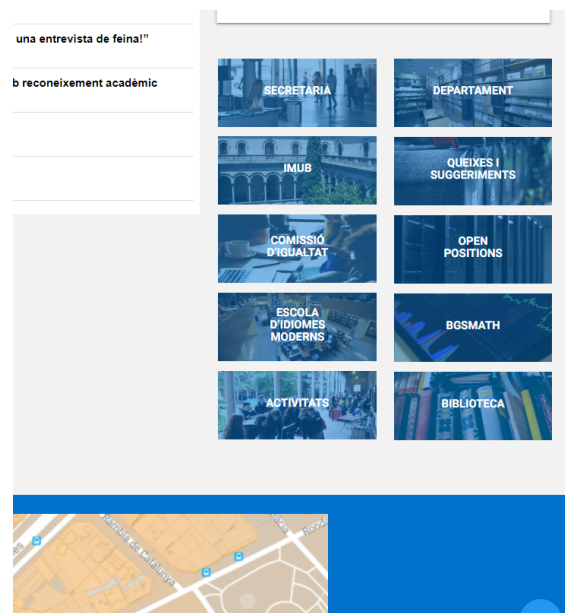 una entrevista de feina!"
b reconeixement acadèmic
SECRETARIA
DEPARTAMENT
IMUB
QUEIXES I
SUGGERIMENTS
COMISSIÓ
D'IGUALTAT
OPEN
POSITIONS
ESCOLA
D'IDIOMES
MODERNS
BGSMATH
ACTIVITATS
BIBLIOTECA
Rambla de Catalunya
Ronda